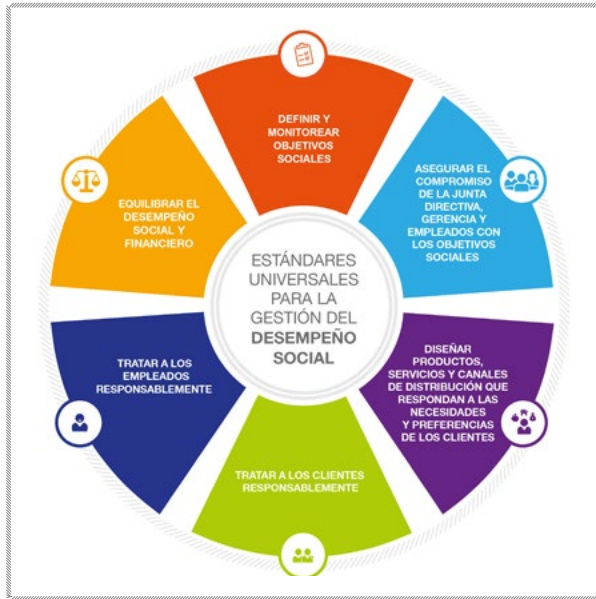 DEFINIR Y
MONITOREAR
OBJETIVOS
SOCIALES
ASEGURAR EL
COMPROMISO
DE LA JUNTA
DIRECTIVA,
GERENCIA Y
EMPLEADOS CON
LOS OBJETIVOS
SOCIALES
DISEÑAR
PRODUCTOS,
SERVICIOS Y CANALES
DE DISTRIBUCIÓN QUE
RESPONDAN A LAS
NECESIDADES
Y PREFERENCIAS
DE LOS CLIENTES
TRATAR A LOS CLIENTES
RESPONSABLEMENTE
TRATAR A LOS
EMPLEADOS
RESPONSABLEMENTE
EQUILIBRAR EL
DESEMPEÑO
SOCIAL Y
FINANCIERO
ESTÁNDARES
UNIVERSALES
PARA LA
GESTIÓN DEL
DESEMPEÑO
SOCIAL